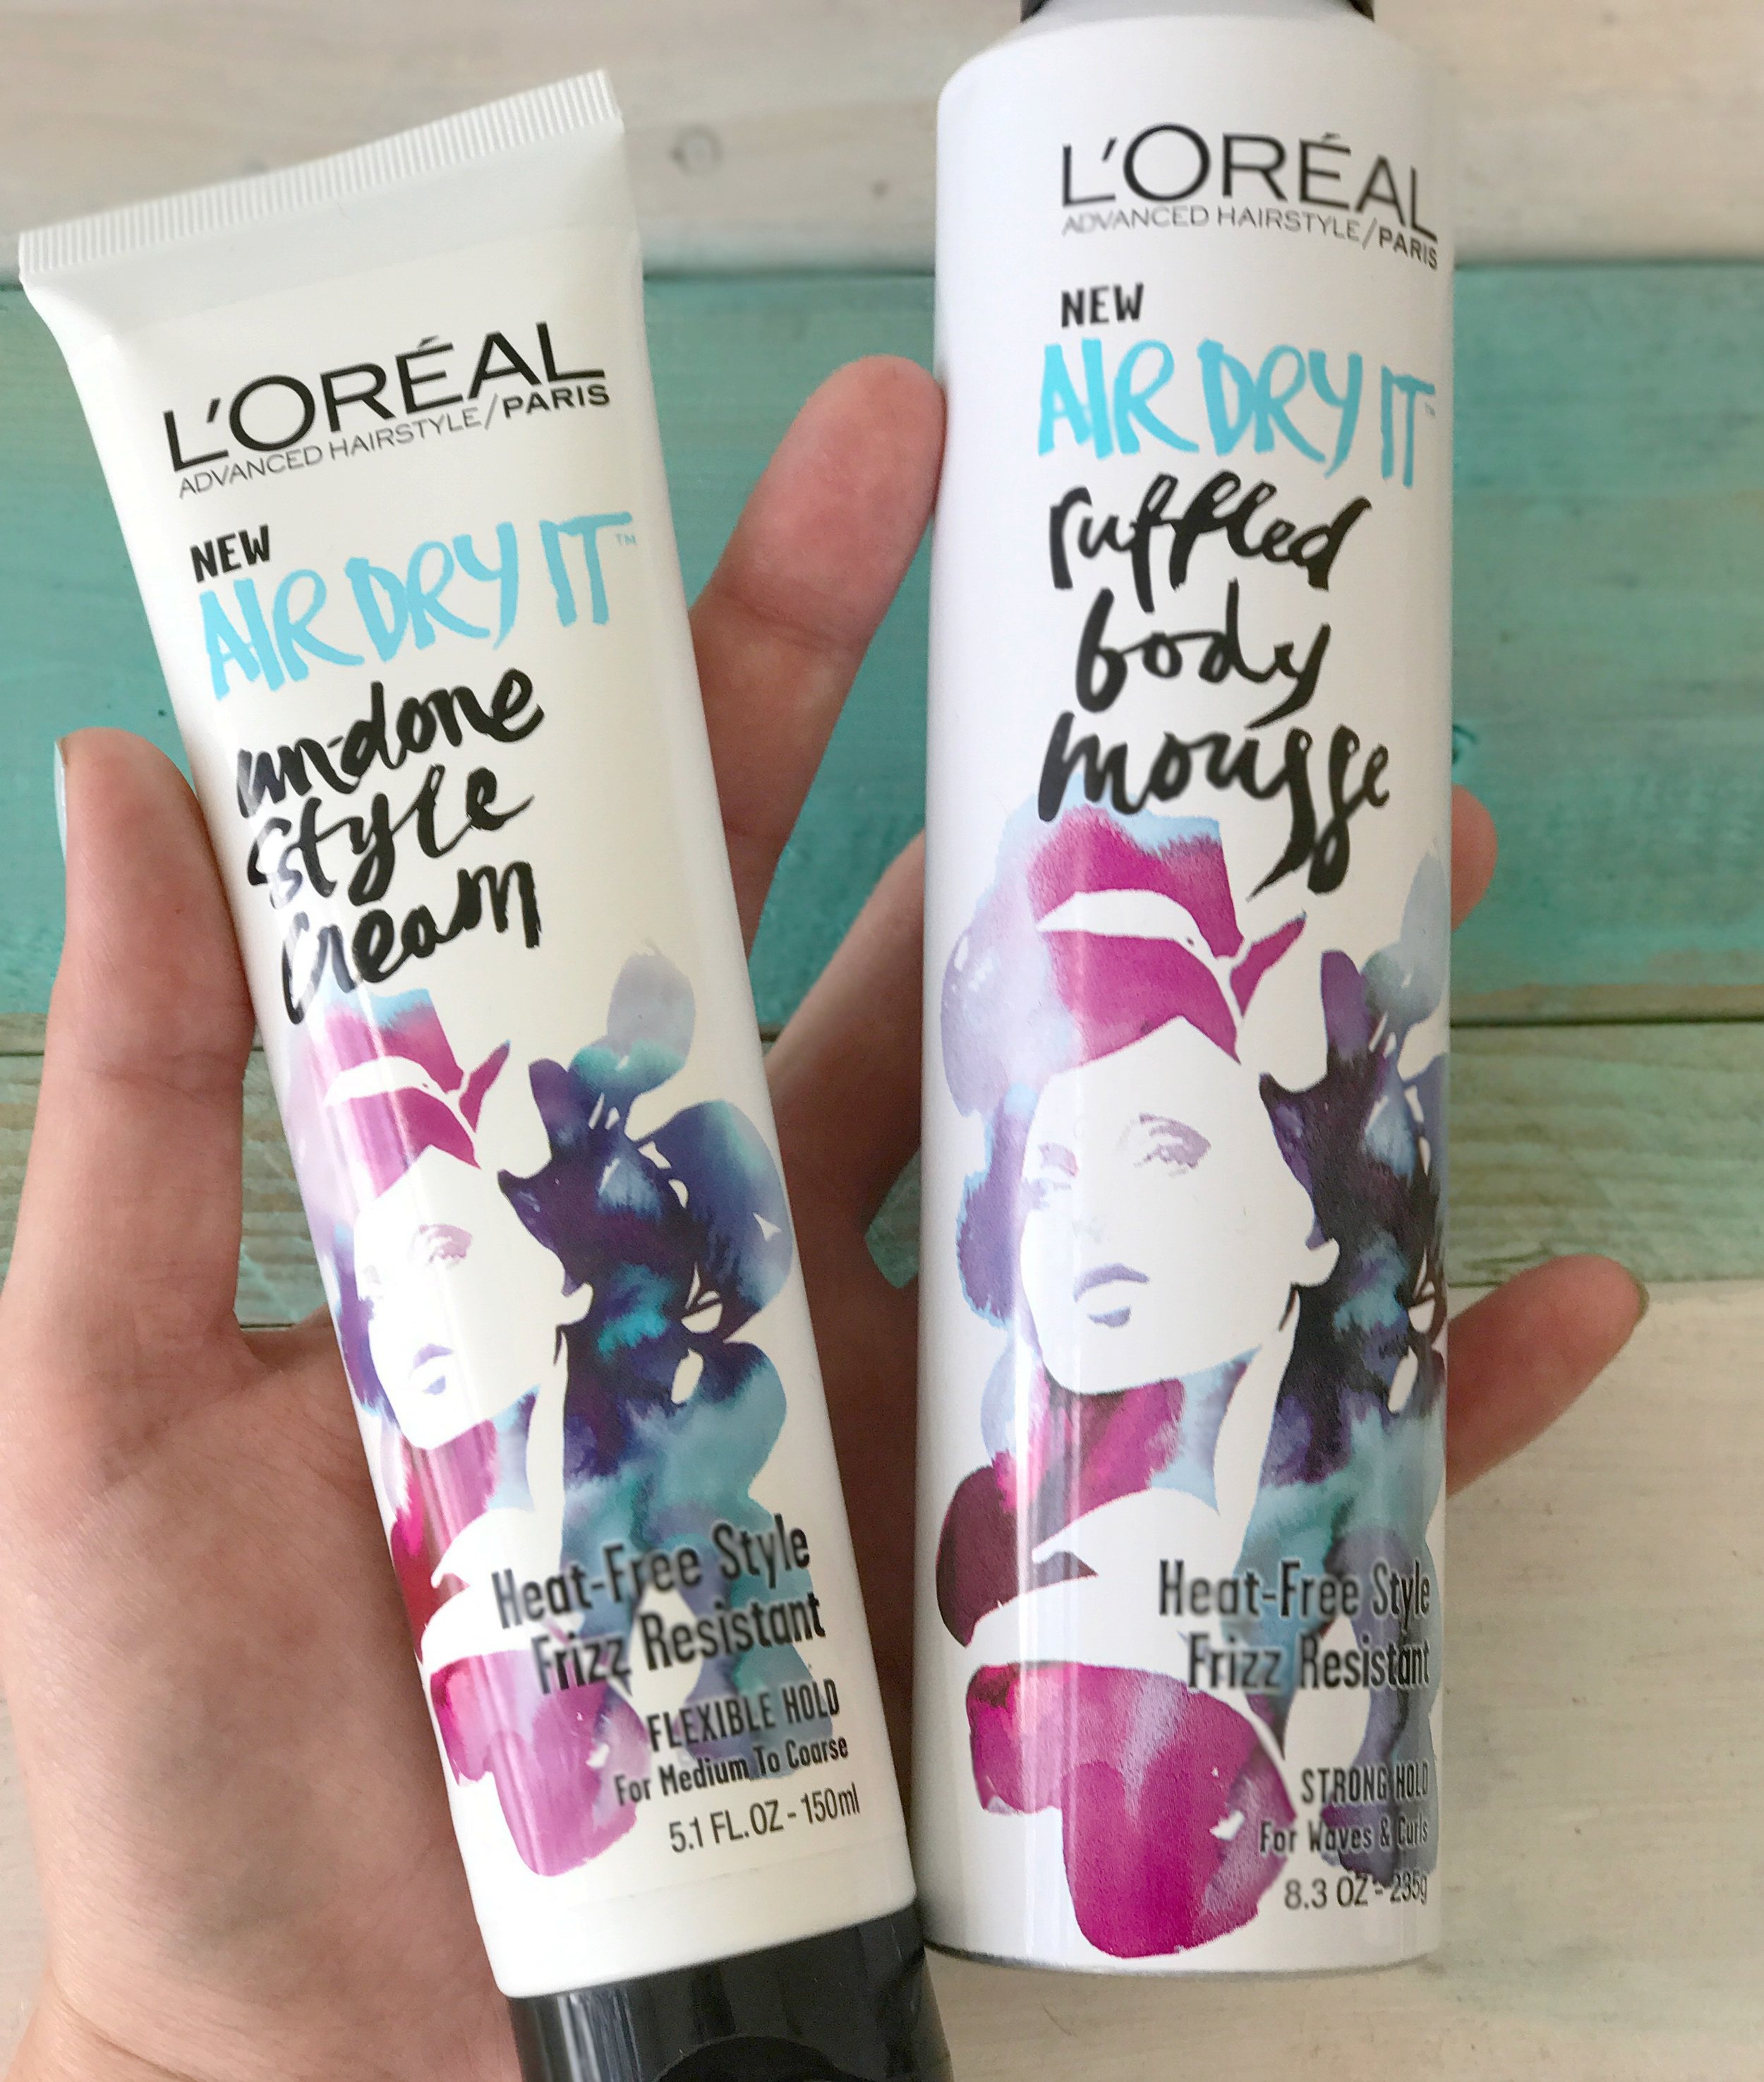 L'ORÉAL
ADVANCED HAIRSTYLE/PARIS
NEW
AIR DRY IT™
un-done
style
cream
Heat-Free Style
Frizz Resistant
FLEXIBLE HOLD
For Medium To Coarse
5.1 FL.OZ - 150ml
L'ORÉAL
ADVANCED HAIRSTYLE/PARIS
NEW
AIR DRY IT™
ruffled
body
mousse
Heat-Free Style
Frizz Resistant
STRONG HOLD
For Waves & Curls
8.3 OZ - 235g